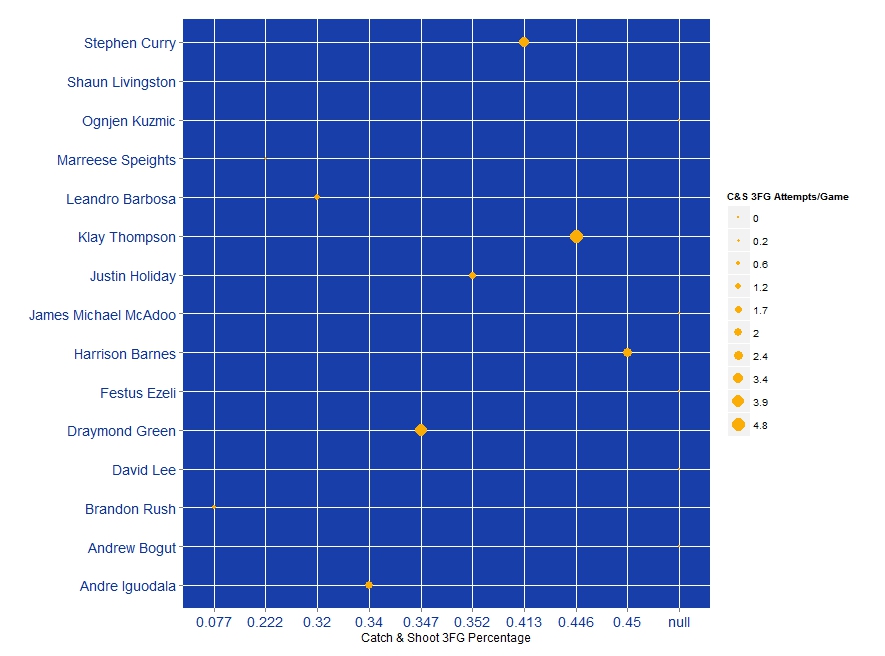 Stephen Curry
Shaun Livingston
Ognjen Kuzmic
Marreese Speights
Leandro Barbosa
Klay Thompson
Justin Holiday
James Michael McAdoo
Harrison Barnes
Festus Ezeli
Draymond Green
David Lee
Brandon Rush
Andrew Bogut
Andre Iguodala
0.077 0.222 0.32 0.34 0.347 0.352 0.413 0.446 0.45 null
Catch & Shoot 3FG Percentage
C&S 3FG Attempts/Game
0
0.2
0.6
1.2
1.7
2
2.4
3.4
3.9
4.8